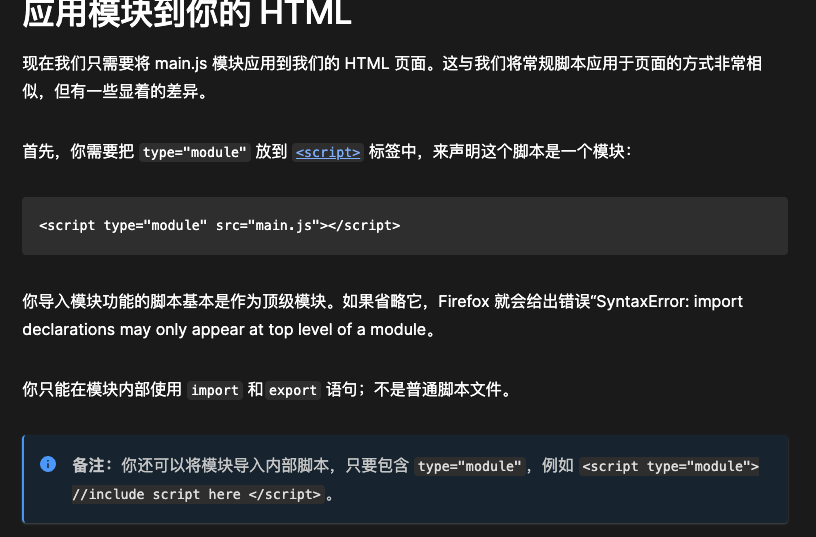 应用模块到你的 HTML
现在我们只需要将 main.js 模块应用到我们的 HTML 页面。这与我们将常规脚本应用于页面的方式非常相
似，但有一些显着的差异。
首先，你需要把 type="module" 放到 <script> 标签中，来声明这个脚本是一个模块：
<script type="module" src="main.js"></script>
你导入模块功能的脚本基本是作为顶级模块。如果省略它，Firefox 就会给出错误“SyntaxError: import
declarations may only appear at top level of a module。
你只能在模块内部使用 import 和 export 语句；不是普通脚本文件。
备注：你还可以将模块导入内部脚本，只要包含 type="module"，例如 <script type="module">
//include script here </script>。